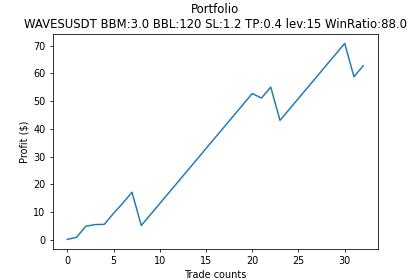 Portfolio
WAVESUSDT BBM:3.0 BBL:120 SL:1.2 TP:0.4 lev:15 WinRatio:88.0
70
60
50
40
30
20
10
0
Profit ($)
0 5 10 15 20 25 30
Trade counts